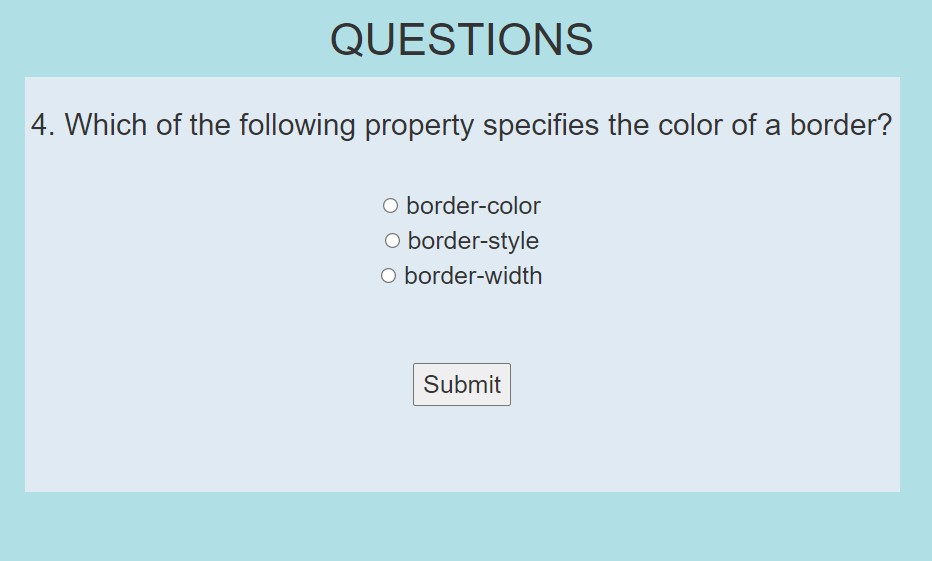 QUESTIONS
4. Which of the following property specifies the color of a border?
border-color
border-style
border-width
Submit